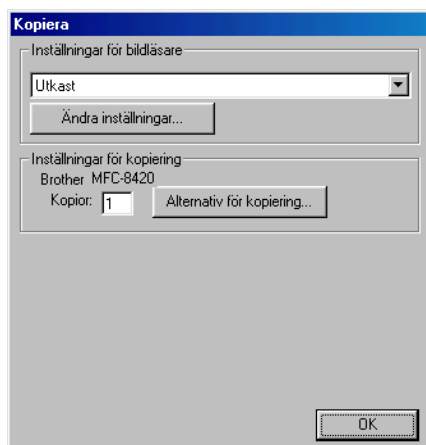 Kopiera
Inställningar för bildläsare
Utkast
Ändra inställningar...
Inställningar för kopiering
Brother MFC-8420
Kopior: 1 Alternativ för kopiering...
OK